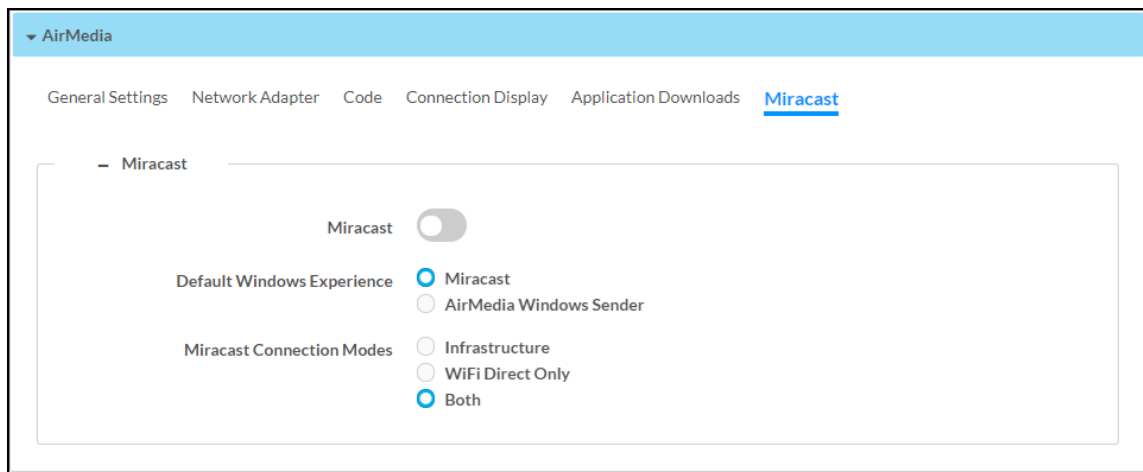 AirMedia
General Settings Network Adapter Code Connection Display Application Downloads Miracast
Miracast
Miracast
Default Windows Experience Miracast
AirMedia Windows Sender
Miracast Connection Modes Infrastructure
WiFi Direct Only
Both